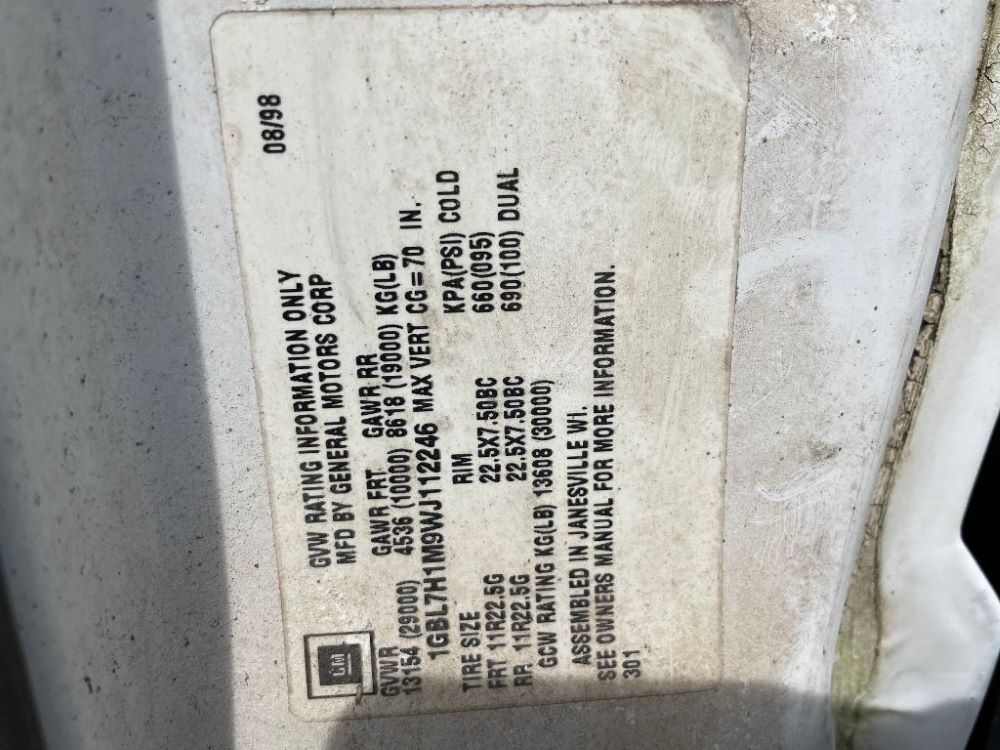 08/98
GVW RATING INFORMATION ONLY
MFD BY GENERAL MOTORS CORP
GM
GVWR GAWR FRT GAWR RR
13154 (29000) 4536 (10000) 8618 (19000) KG(LB)
1GBL7H1M9WJ112246 MAX VERT CG=70 IN.
TIRE SIZE RIM KPA(PSI) COLD
FRT 11R22.5G 22.5X7.50BC 660(095)
RR 11R22.5G 22.5X7.50BC 690(100) DUAL
GCW RATING KG(LB) 13608 (30000)
ASSEMBLED IN JANESVILLE WI.
SEE OWNERS MANUAL FOR MORE INFORMATION.
301